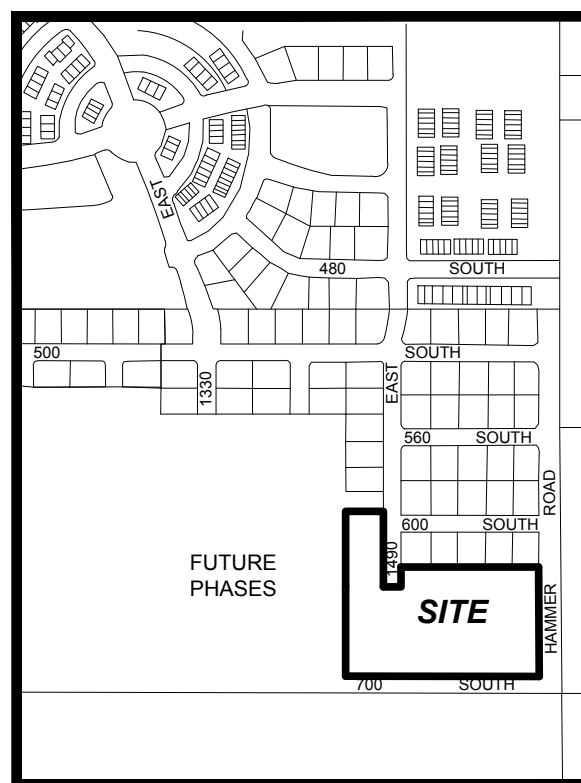 EAST
480 SOUTH
500 SOUTH
1330
EAST
560 SOUTH
ROAD
600 SOUTH
1490
FUTURE
PHASES
SITE
HAMMER
700 SOUTH